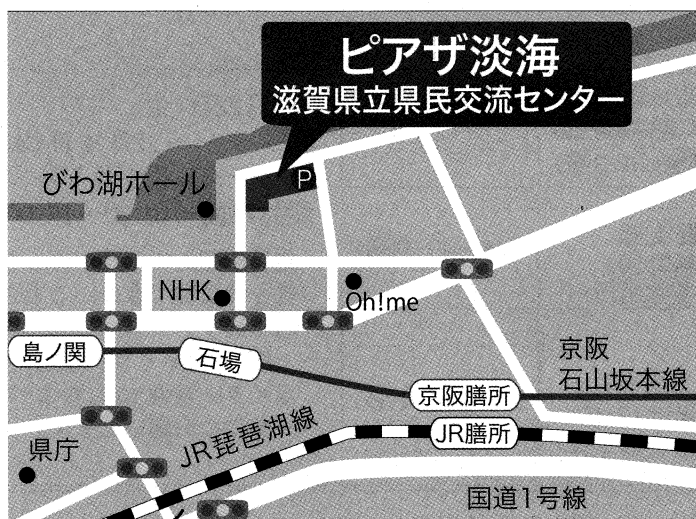 ピアザ淡海
滋賀県立県民交流センター
P
びわ湖ホール
NHK
Oh!me
島ノ関
石場
京阪
石山坂本線
京阪膳所
JR膳所
JR琵琶湖線
県庁
国道1号線